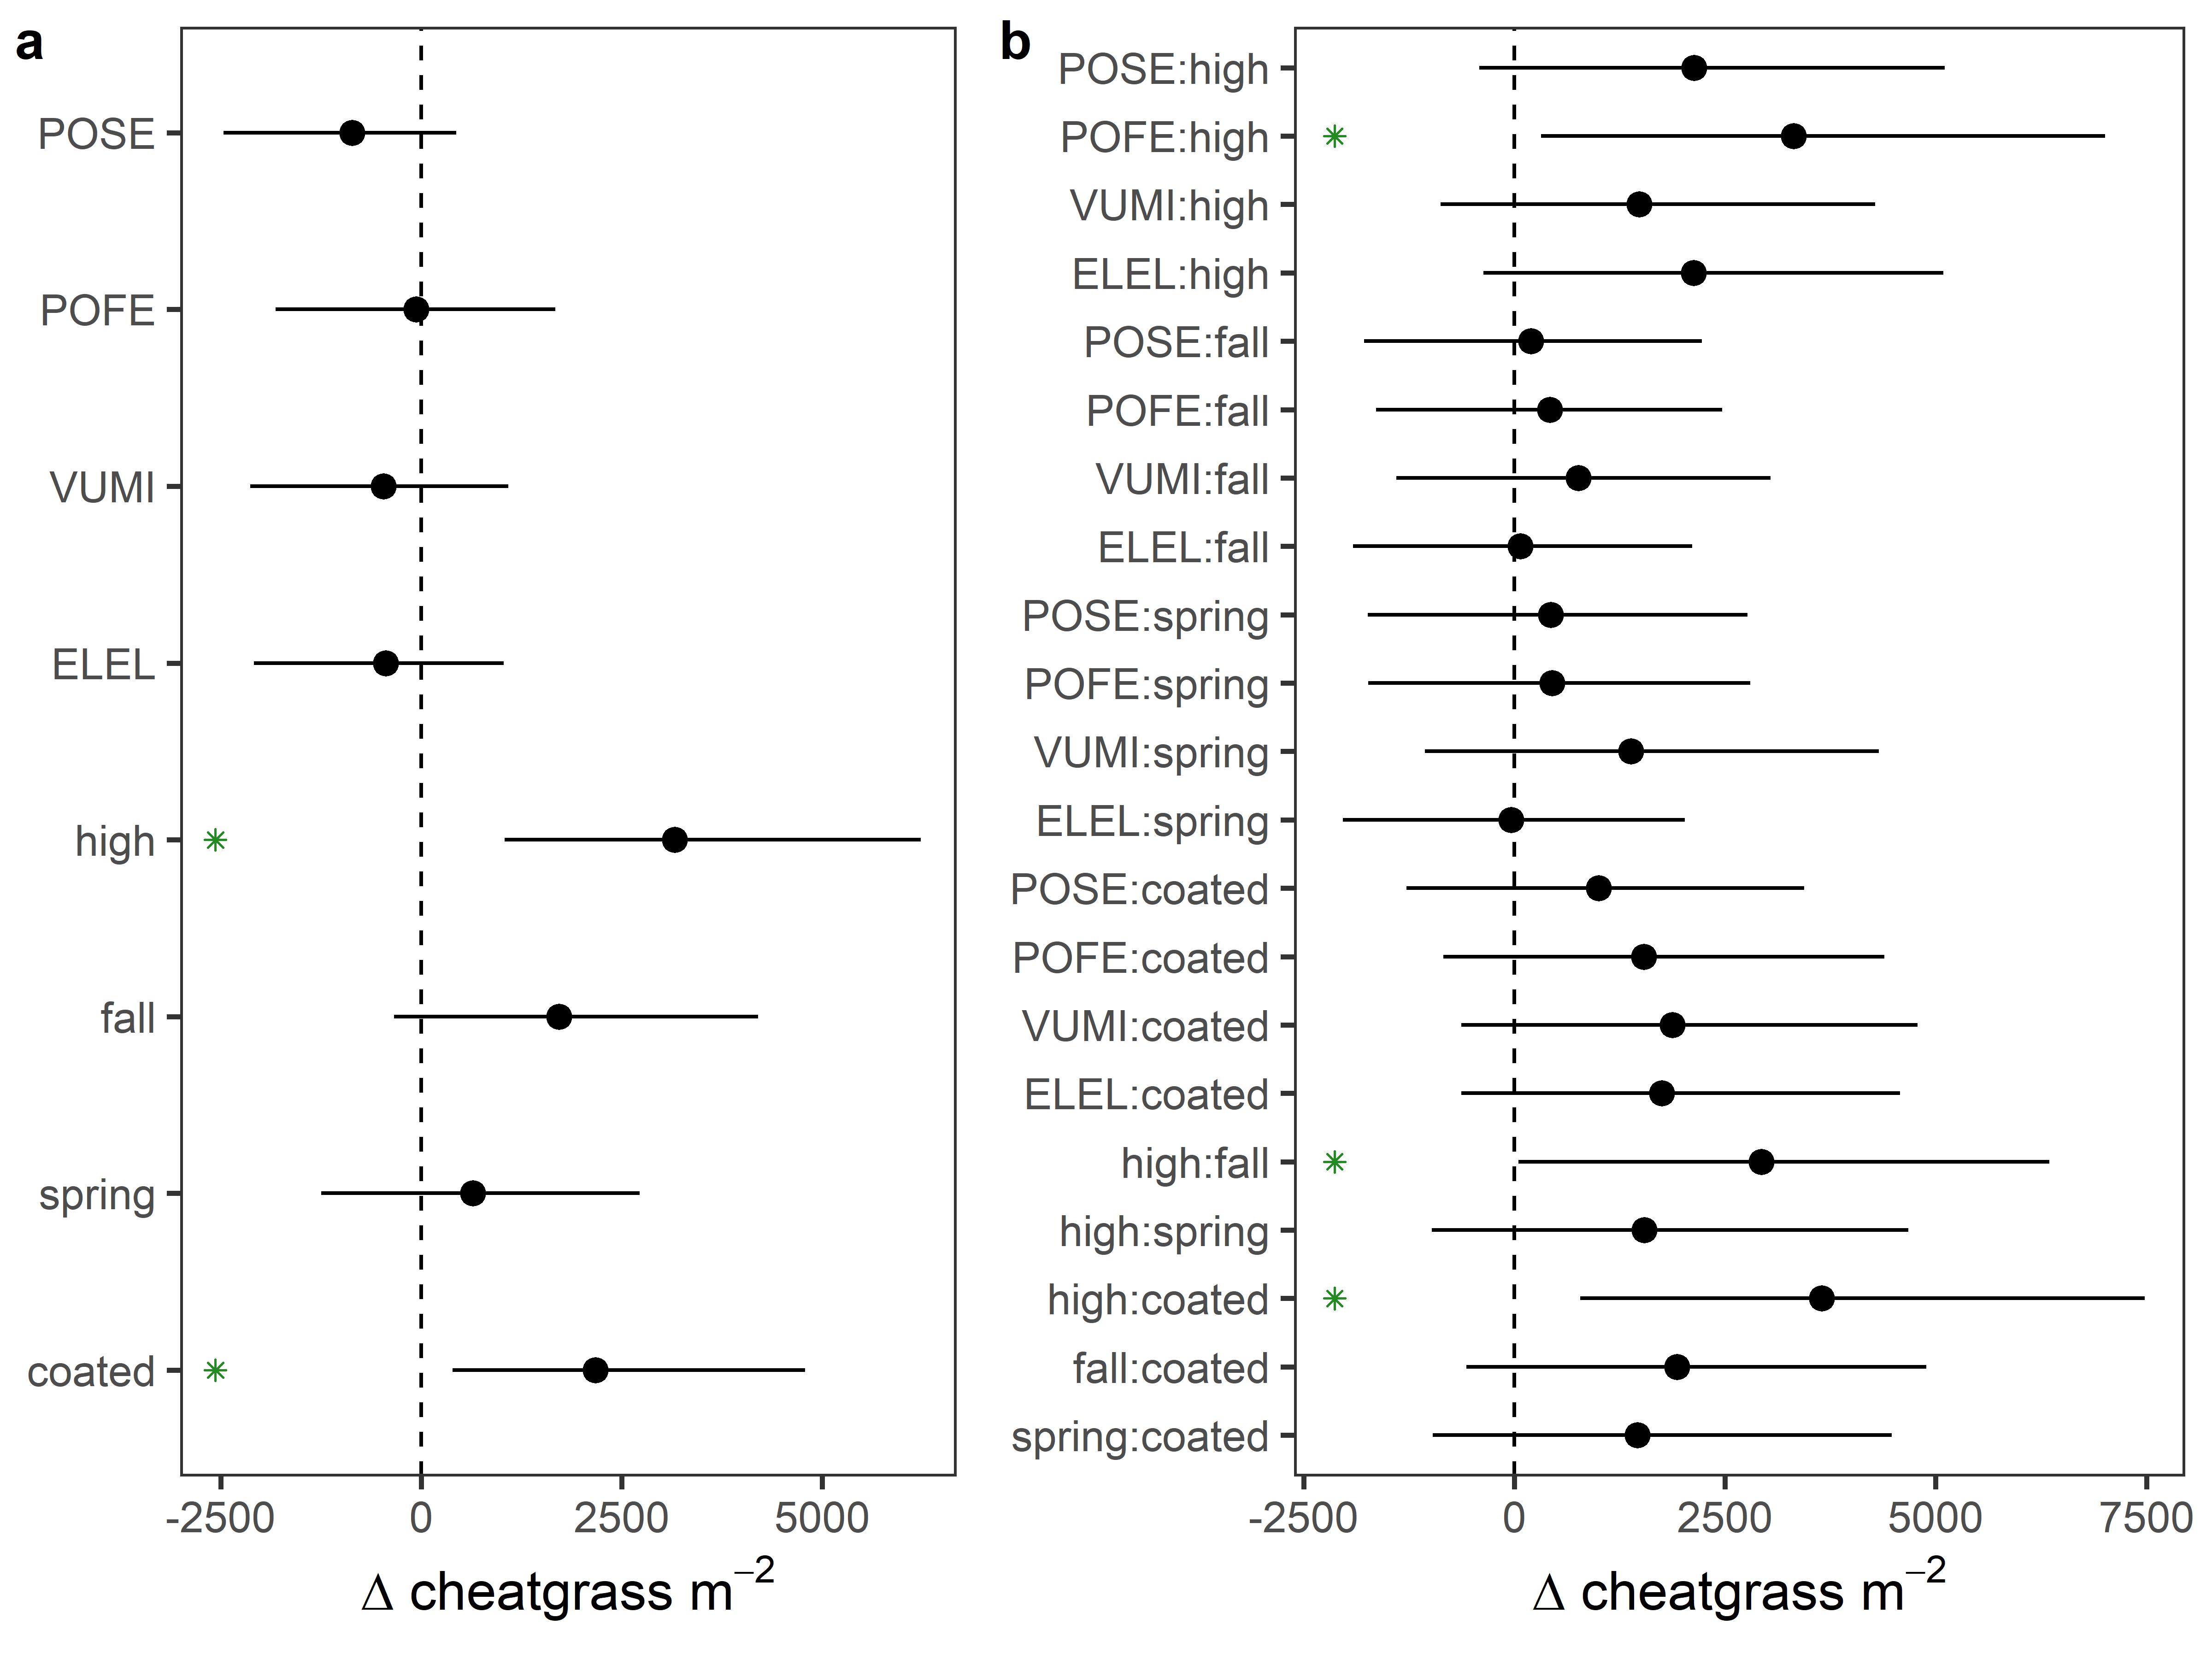 a
POSE
POFE
VUMI
ELEL
high
fall
spring
coated
-2500 0 2500 5000
Δ cheatgrass m⁻²
b
POSE:high
POFE:high
VUMI:high
ELEL:high
POSE:fall
POFE:fall
VUMI:fall
ELEL:fall
POSE:spring
POFE:spring
VUMI:spring
ELEL:spring
POSE:coated
POFE:coated
VUMI:coated
ELEL:coated
high:fall
high:spring
high:coated
fall:coated
spring:coated
-2500 0 2500 5000 7500
Δ cheatgrass m⁻²